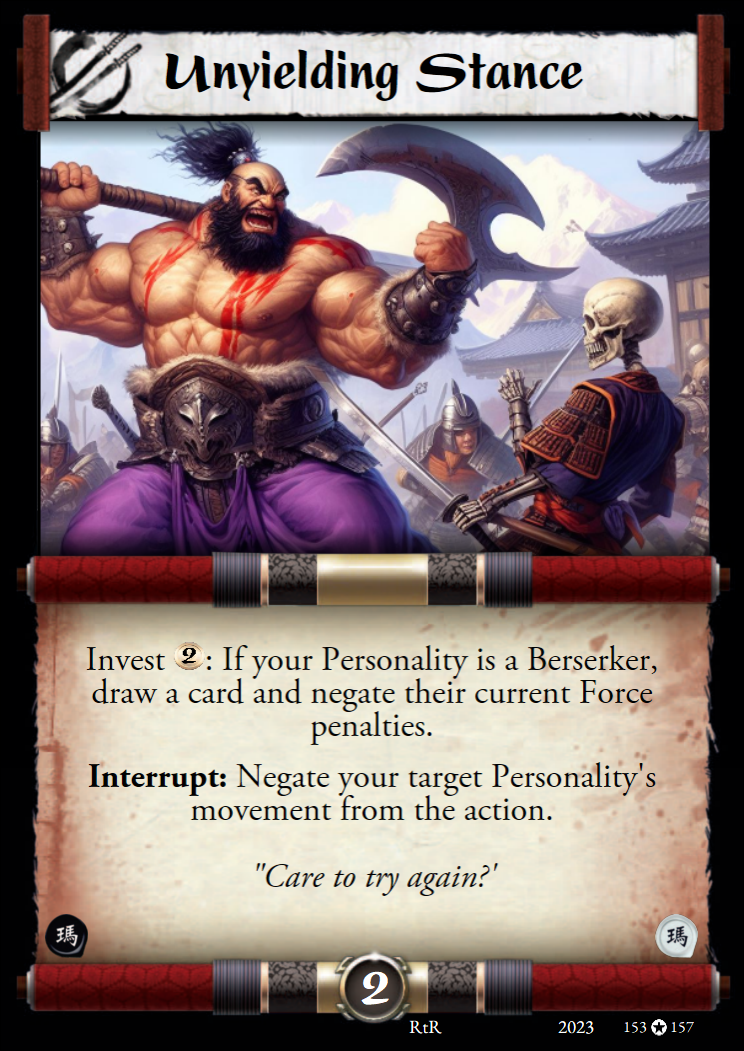 Unyielding Stance
Invest 2: If your Personality is a Berserker,
draw a card and negate their current Force
penalties.
Interrupt: Negate your target Personality's
movement from the action.
"Care to try again?'
瑪
瑪
2
RtR 2023 153 157